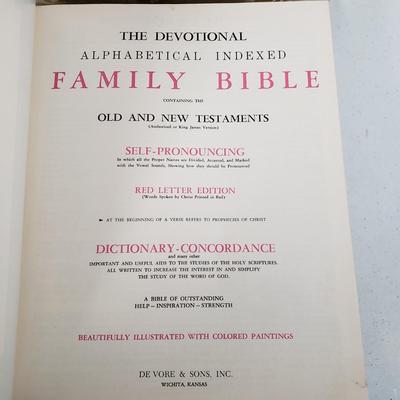 THE DEVOTIONAL
ALPHABETICAL INDEXED
FAMILY BIBLE
CONTAINING THE
OLD AND NEW TESTAMENTS
(Authorized or King James Version)
SELF-PRONOUNCING
In which all the Proper Names are Divided, Accented, and Marked
with the Vowel Sounds, Showing how they should be Pronounced
RED LETTER EDITION
(Words Spoken by Christ Printed in Red)
AT THE BEGINNING OF A VERSE REFERS TO PROPHECIES OF CHRIST
DICTIONARY-CONCORDANCE
and many other
IMPORTANT AND USEFUL AIDS TO THE STUDIES OF THE HOLY SCRIPTURES.
ALL WRITTEN TO INCREASE THE INTEREST IN AND SIMPLIFY
THE STUDY OF THE WORD OF GOD.
A BIBLE OF OUTSTANDING
HELP – INSPIRATION – STRENGTH
BEAUTIFULLY ILLUSTRATED WITH COLORED PAINTINGS
DE VORE & SONS, INC.
WICHITA, KANSAS